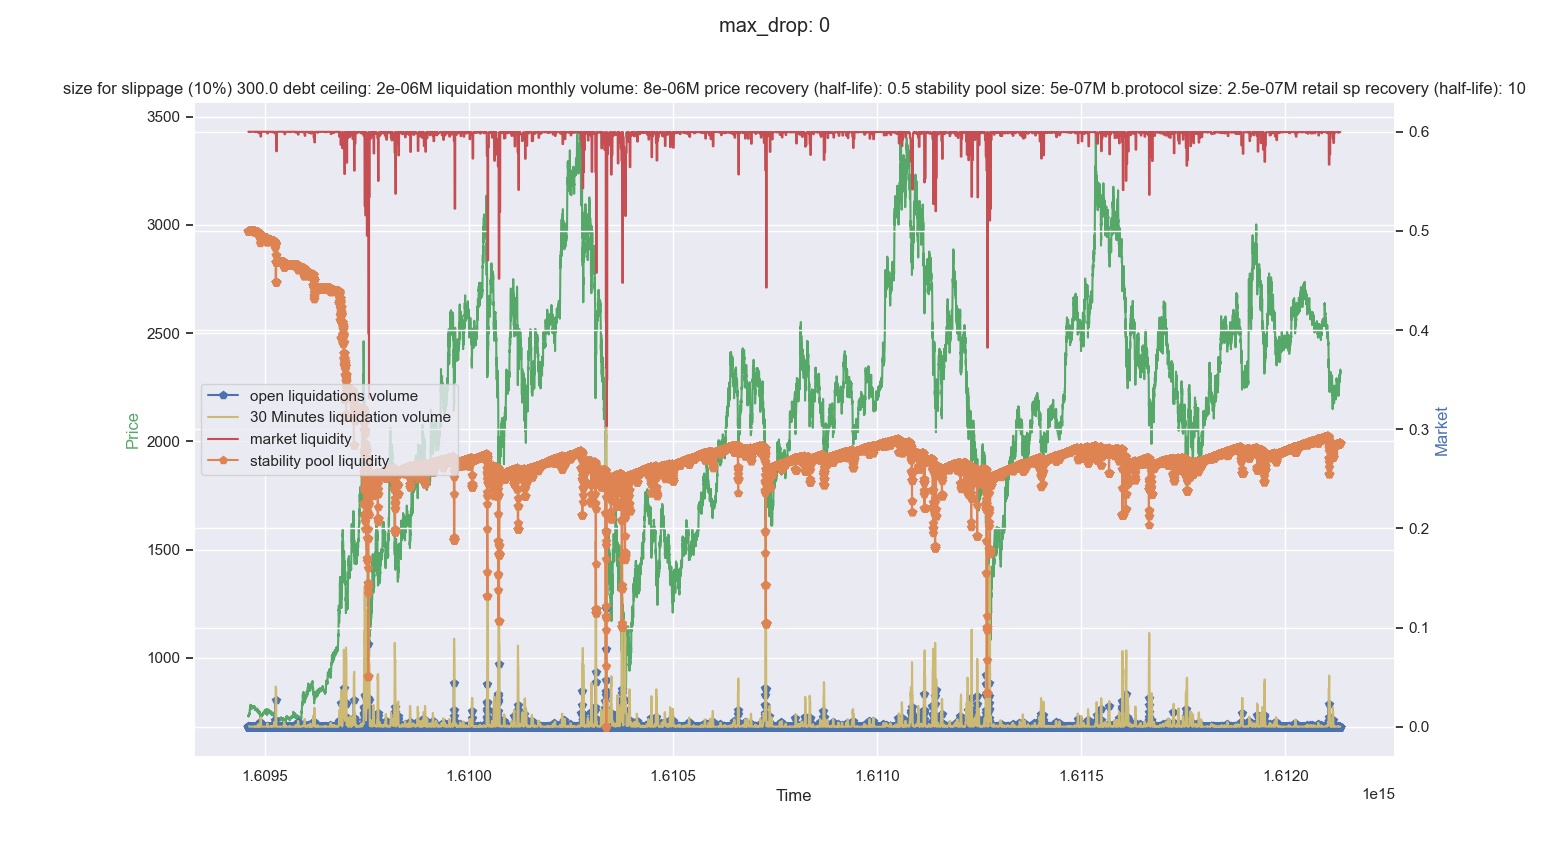 max_drop: 0
size for slippage (10%) 300.0 debt ceiling: 2e-06M liquidation monthly volume: 8e-06M price recovery (half-life): 0.5 stability pool size: 5e-07M b.protocol size: 2.5e-07M retail sp recovery (half-life): 10
3500
3000
2500
2000
1500
1000
Price
0.6
0.5
0.4
0.3
0.2
0.1
0.0
Market
open liquidations volume
30 Minutes liquidation volume
market liquidity
stability pool liquidity
1.6095 1.6100 1.6105 1.6110 1.6115 1.6120
Time
1e15